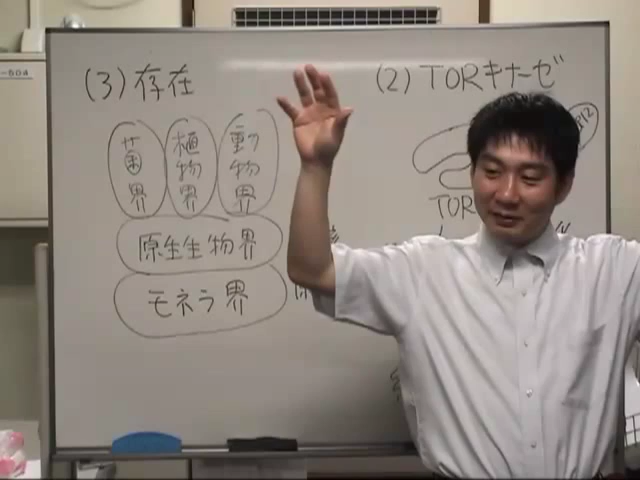 (3) 存在
菌界
植物界
動物界
原生生物界
モネラ界
(2) TORキナーゼ
TOR
-504